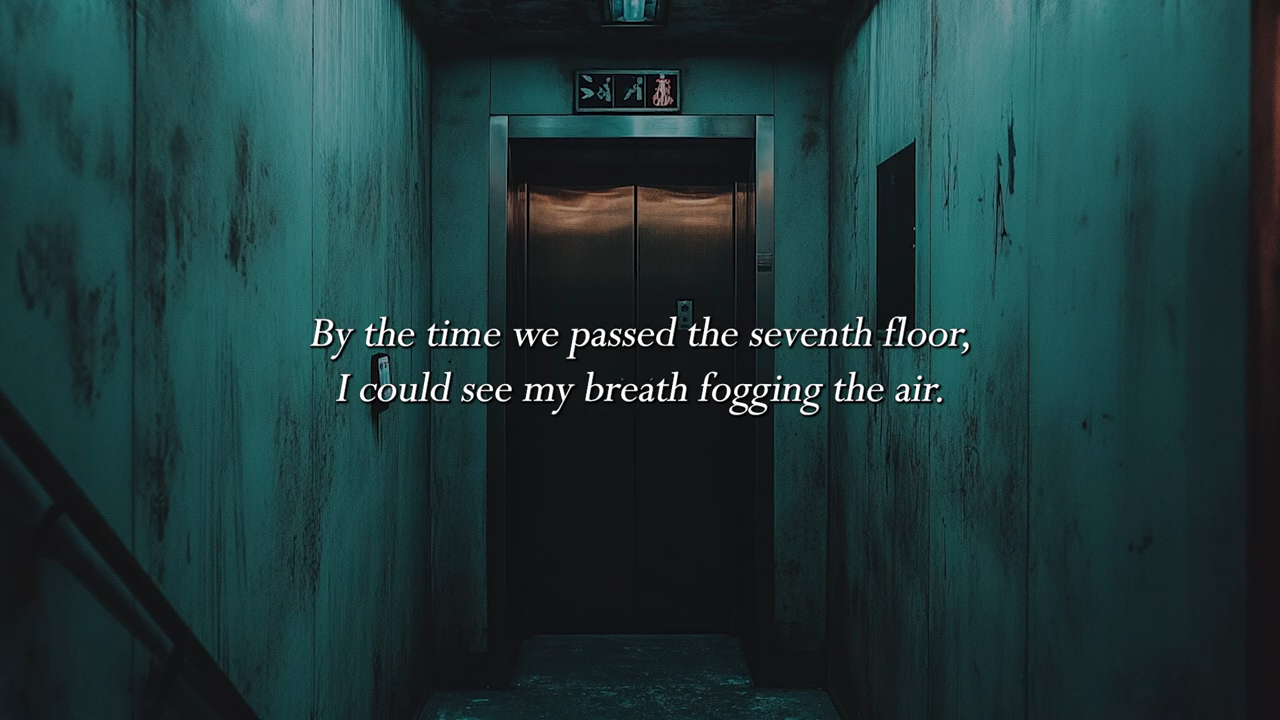 By the time we passed the seventh floor,
I could see my breath fogging the air.